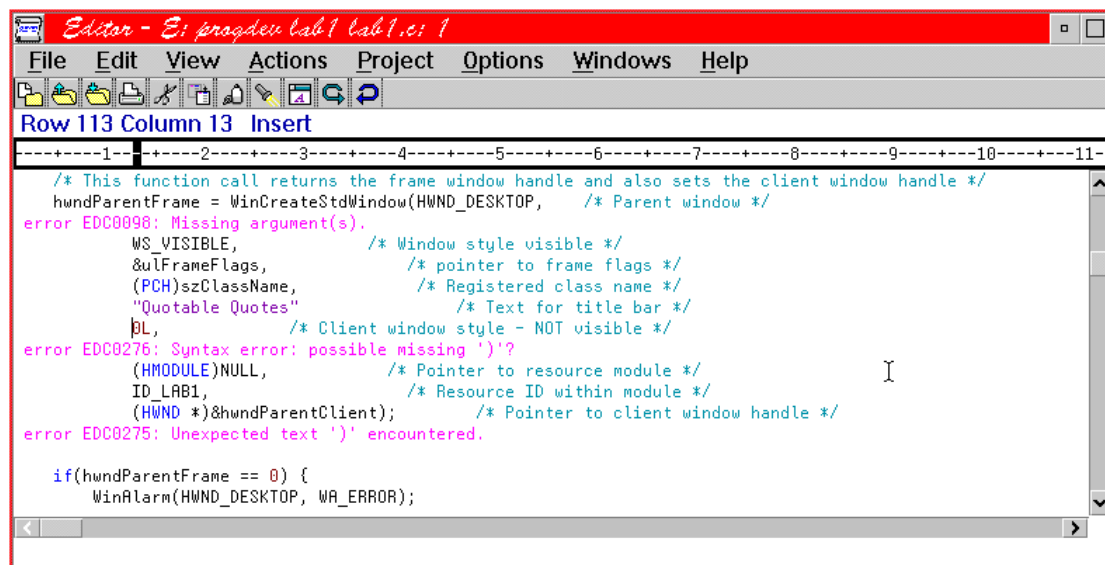 Editor - E: progdev lab1 lab1.c: 1
File Edit View Actions Project Options Windows Help
Row 113 Column 13 Insert
----+----1----+----2----+----3----+----4----+----5----+----6----+----7----+----8----+----9----+---10----+---11-
/* This function call returns the frame window handle and also sets the client window handle */
hwndParentFrame = WinCreateStdWindow(HWND_DESKTOP, /* Parent window */
error EDC0098: Missing argument(s).
WS_VISIBLE, /* Window style visible */
&ulFrameFlags, /* pointer to frame flags */
(PCH)szClassName, /* Registered class name */
"Quotable Quotes" /* Text for title bar */
0L, /* Client window style - NOT visible */
error EDC0276: Syntax error: possible missing ')'?
(HMODULE)NULL, /* Pointer to resource module */
ID_LAB1, /* Resource ID within module */
(HWND *)&hwndParentClient); /* Pointer to client window handle */
error EDC0275: Unexpected text ')' encountered.
if(hwndParentFrame == 0) {
WinAlarm(HWND_DESKTOP, WA_ERROR);